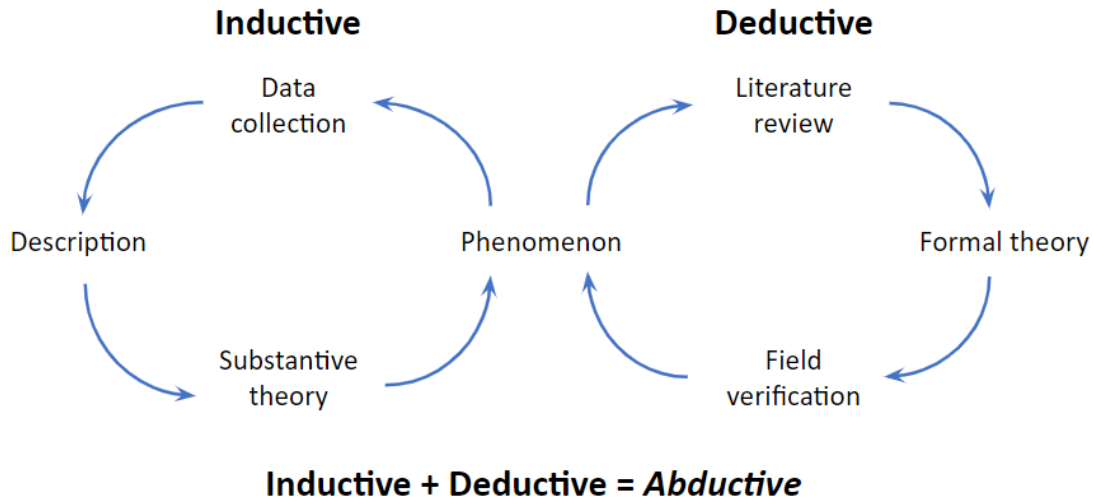 Inductive
Deductive
Data
collection
Literature
review
Description
Phenomenon
Formal theory
Substantive
theory
Field
verification
Inductive + Deductive = Abductive